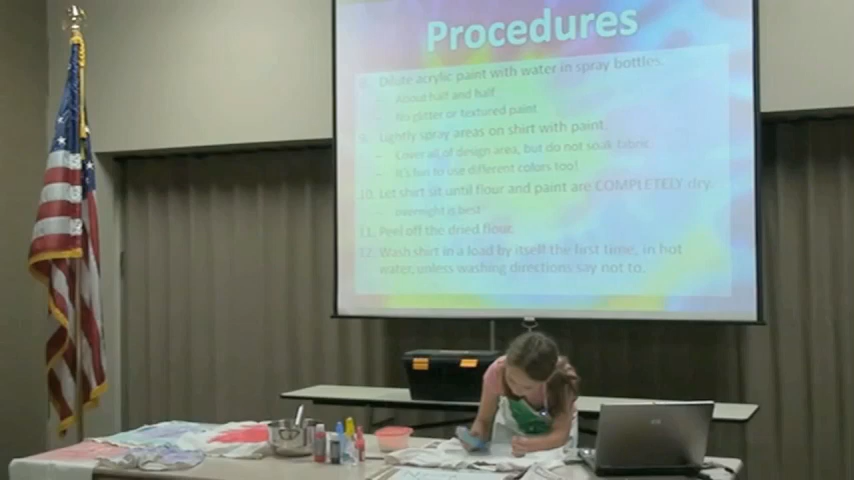 Procedures
8. Dilute acrylic paint with water in spray bottles.
– About half and half
– No glitter or textured paint
9. Lightly spray areas on shirt with paint.
– Cover all of design area, but do not soak fabric.
– It's fun to use different colors too!
10. Let shirt sit until flour and paint are COMPLETELY dry.
– overnight is best
11. Peel off the dried flour.
12. Wash shirt in a load by itself the first time, in hot
water, unless washing directions say not to.